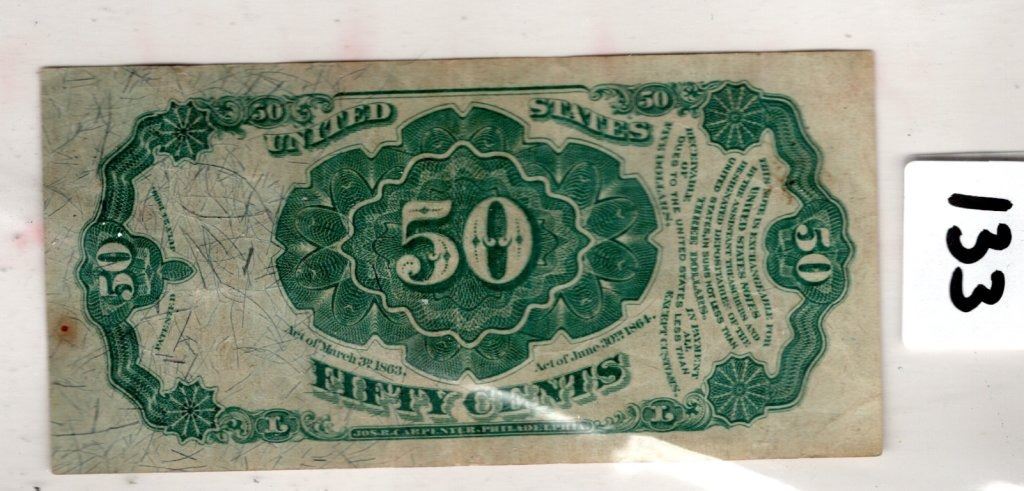 50 50
UNITED STATES
50
50
50
PATENTED
THIS NOTE IS EXCHANGEABLE FOR
UNITED STATES NOTES BY
THE ASSISTANT TREASURERS AND
DESIGNATED DEPOSITARIES OF THE
UNITED STATES IN SUMS NOT LESS THAN
THREE DOLLARS.
RECEIVABLE IN PAYMENT
OF ALL
DUES TO THE UNITED STATES LESS THAN
FIVE DOLLARS, EXCEPT CUSTOMS.
Act of March 3rd 1863. Act of June 30th 1864.
FIFTY CENTS
L L
JOS. R. CARPENTER. PHILADELPHIA
133